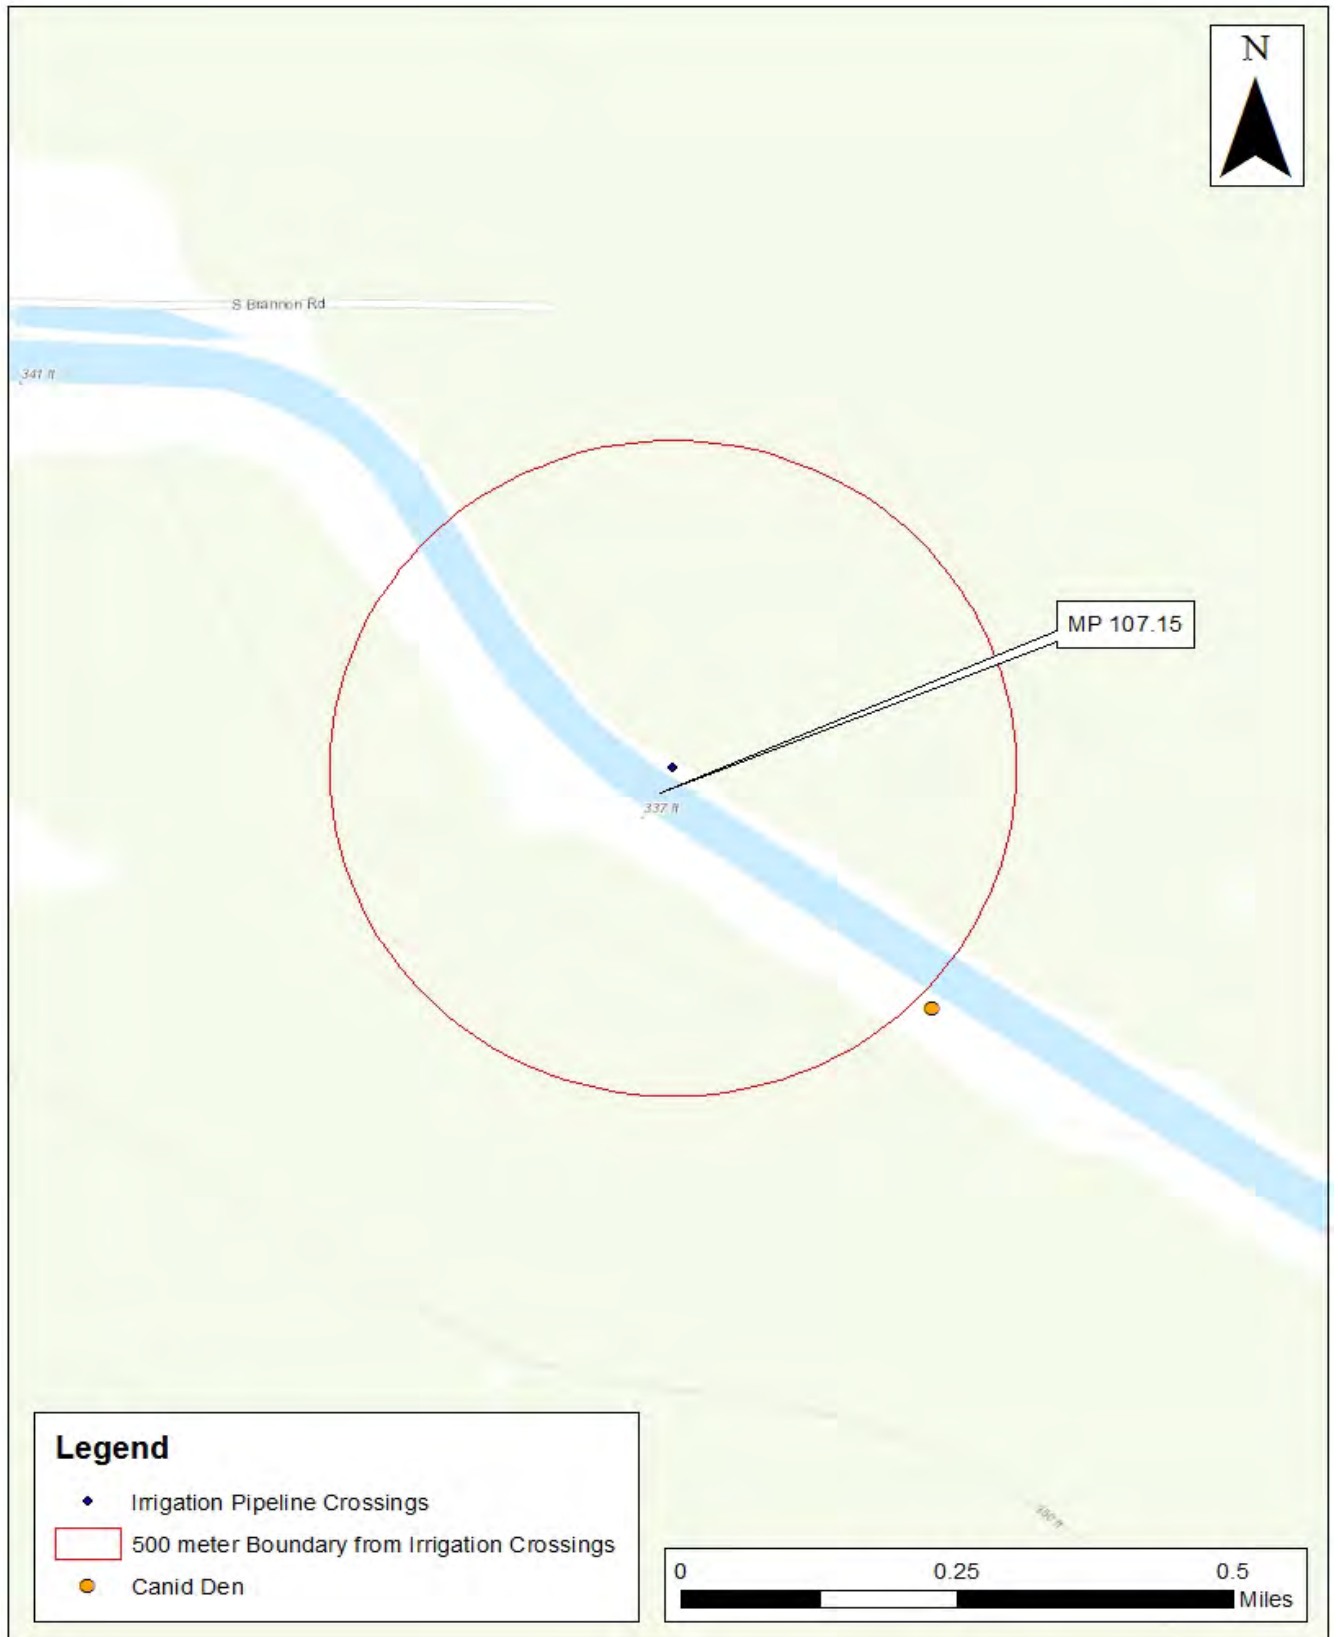 N
S Brannon Rd
341 ft
MP 107.15
337 ft
Legend
Irrigation Pipeline Crossings
500 meter Boundary from Irrigation Crossings
Canid Den
0 0.25 0.5
Miles